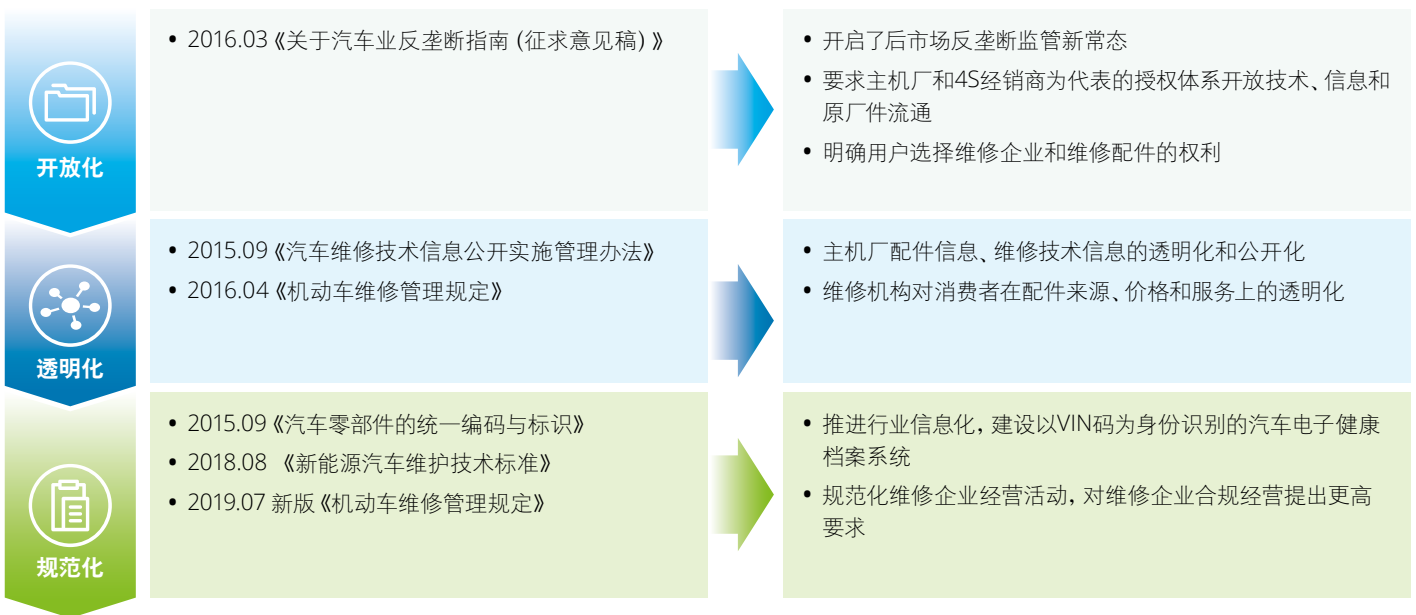 开放化
• 2016.03《关于汽车业反垄断指南（征求意见稿）》
• 开启了后市场反垄断监管新常态
• 要求主机厂和4S经销商为代表的授权体系开放技术、信息和
原厂件流通
• 明确用户选择维修企业和维修配件的权利
透明化
• 2015.09《汽车维修技术信息公开实施管理办法》
• 2016.04《机动车维修管理规定》
• 主机厂配件信息、维修技术信息的透明化和公开化
• 维修机构对消费者在配件来源、价格和服务上的透明化
规范化
• 2015.09《汽车零部件的统一编码与标识》
• 2018.08 《新能源汽车维护技术标准》
• 2019.07 新版《机动车维修管理规定》
• 推进行业信息化，建设以VIN码为身份识别的汽车电子健康
档案系统
• 规范化维修企业经营活动，对维修企业合规经营提出更高
要求